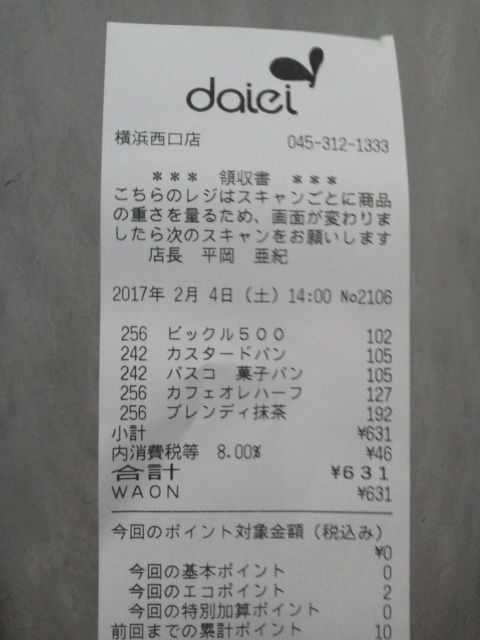 daiei
横浜西口店 045-312-1333
*** 領収書 ***
こちらのレジはスキャンごとに商品
の重さを量るため、画面が変わりま
したら次のスキャンをお願いします
店長 平岡 亜紀
2017年 2月 4日(土)14:00 No2106
256 ビックル500 102
242 カスタードパン 105
242 パスコ 菓子パン 105
256 カフェオレハーフ 127
256 ブレンディ抹茶 192
小計 ¥631
内消費税等 8.00% ¥46
合計 ¥631
WAON ¥631
今回のポイント対象金額(税込み)
¥0
今回の基本ポイント 0
今回のエコポイント 2
今回の特別加算ポイント 0
前回までの累計ポイント 10